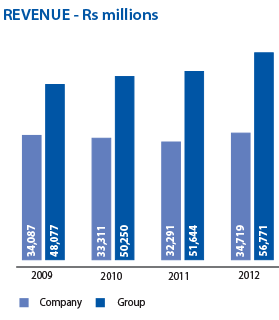 REVENUE - Rs millions
34,087 48,077 33,311 50,250 32,291 51,644 34,719 56,771
2009 2010 2011 2012
Company Group